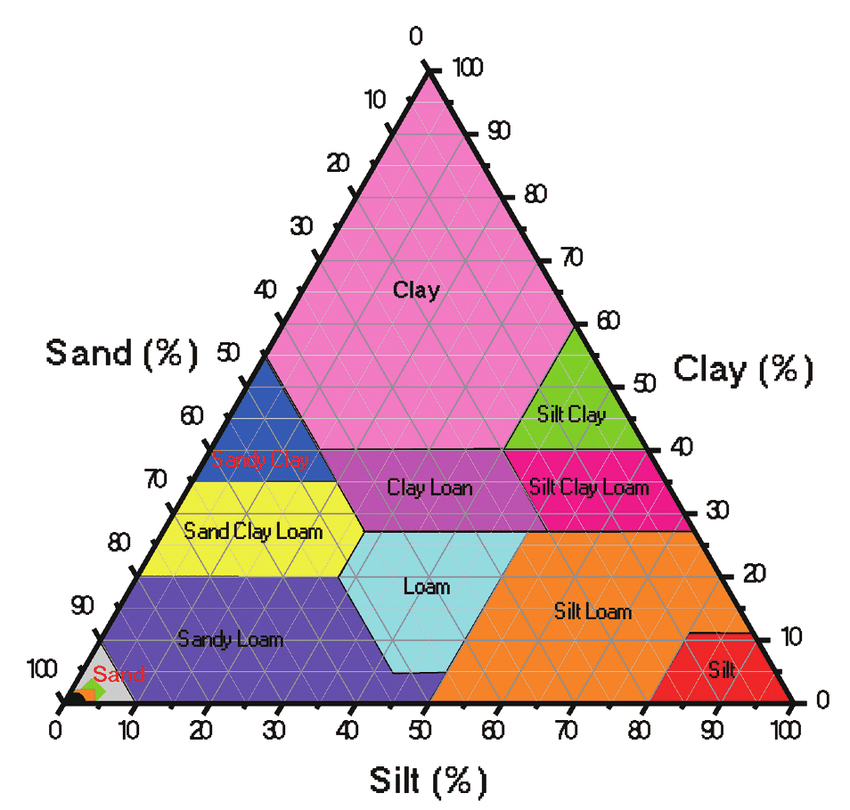 0
100
10
90
20
80
30
70
Clay
40
60
Sand (%)
50
Clay (%)
50
60
Silt Clay
40
Sandy Clay
70
Clay Loan
Silt Clay Loam
30
Sand Clay Loam
80
20
Loam
90
Silt Loam
Sandy Loam
10
100
Sand
Silt
0
0 10 20 30 40 50 60 70 80 90 100
Silt (%)